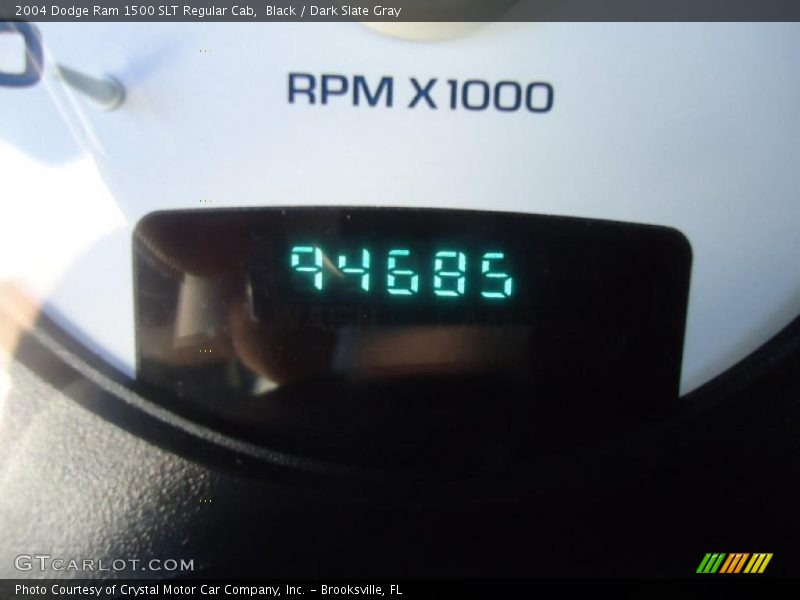 2004 Dodge Ram 1500 SLT Regular Cab,  Black / Dark Slate Gray
RPM X1000
94685
GTCARLOT.COM
Photo Courtesy of Crystal Motor Car Company, Inc. – Brooksville, FL